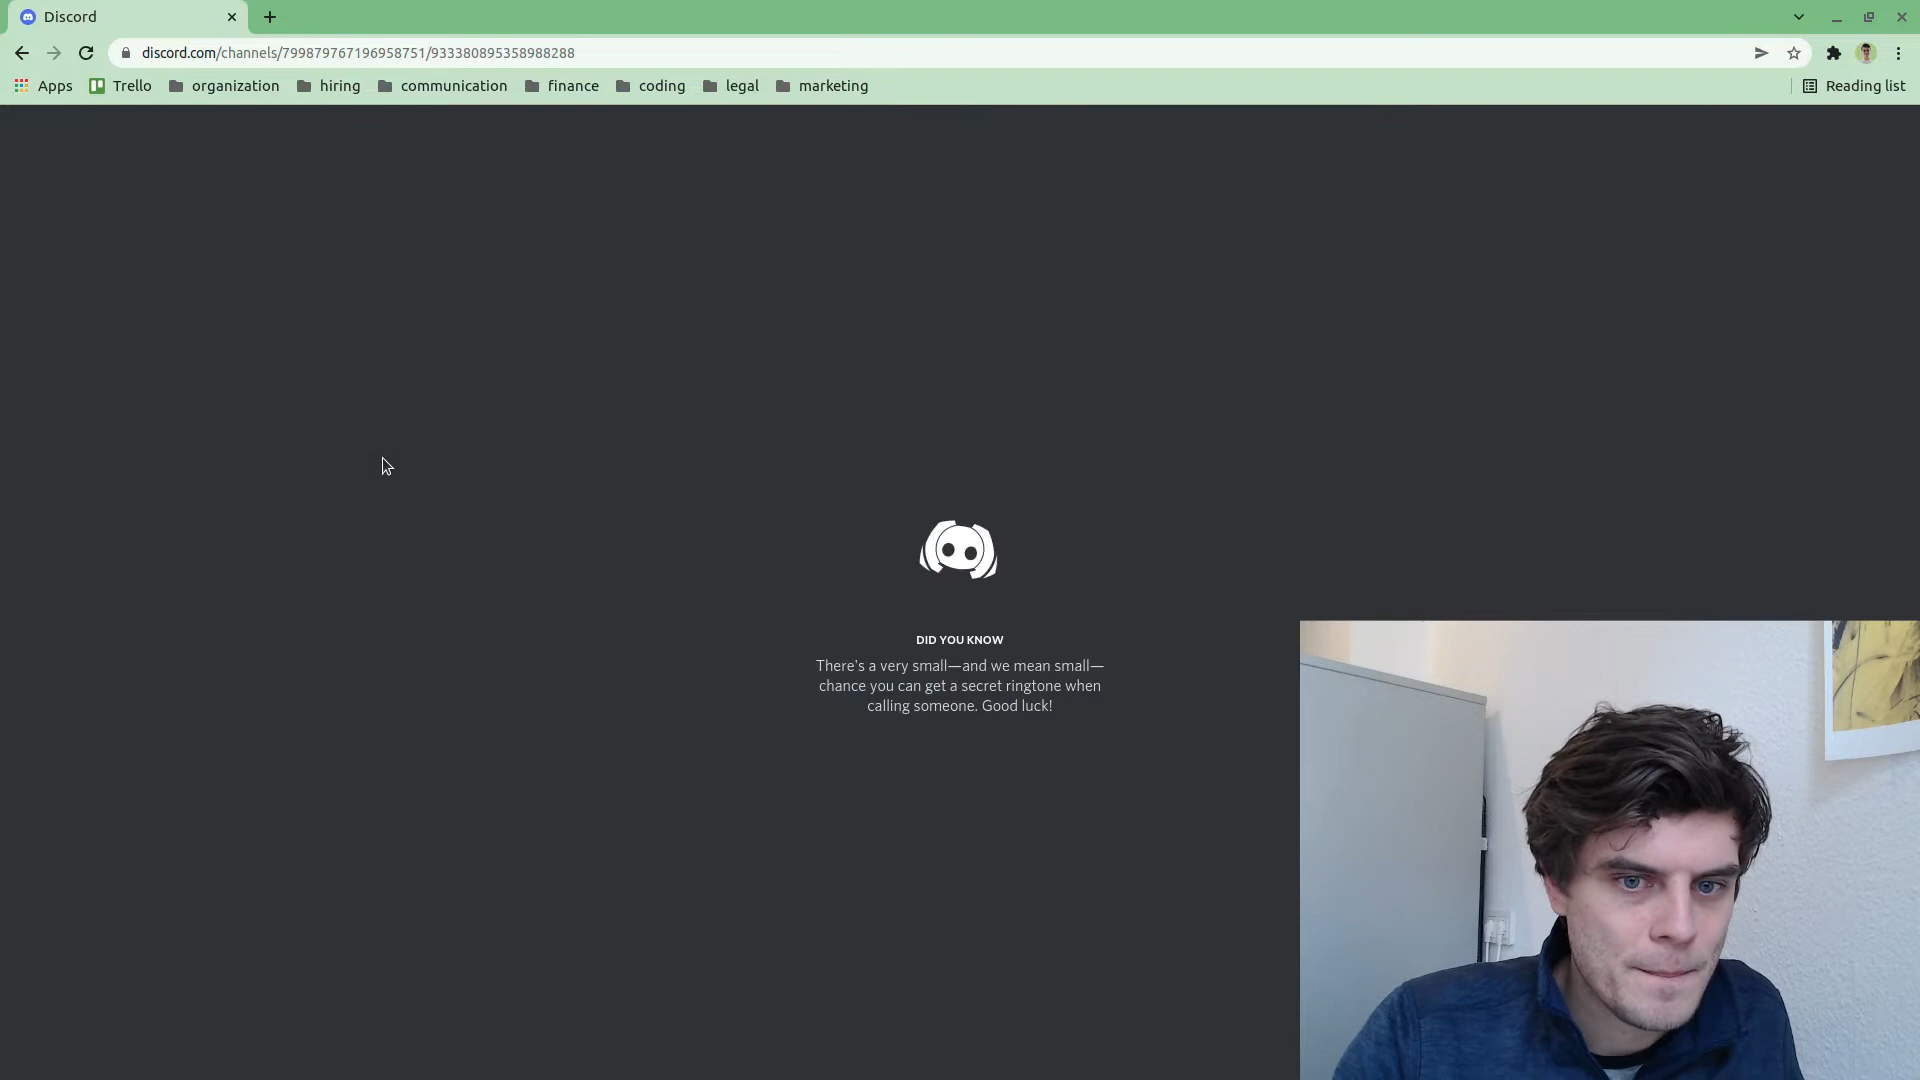 Discord
discord.com/channels/799879767196958751/933380895358988288
Apps Trello organization hiring communication finance coding legal marketing Reading list
DID YOU KNOW
There's a very small—and we mean small—
chance you can get a secret ringtone when
calling someone. Good luck!